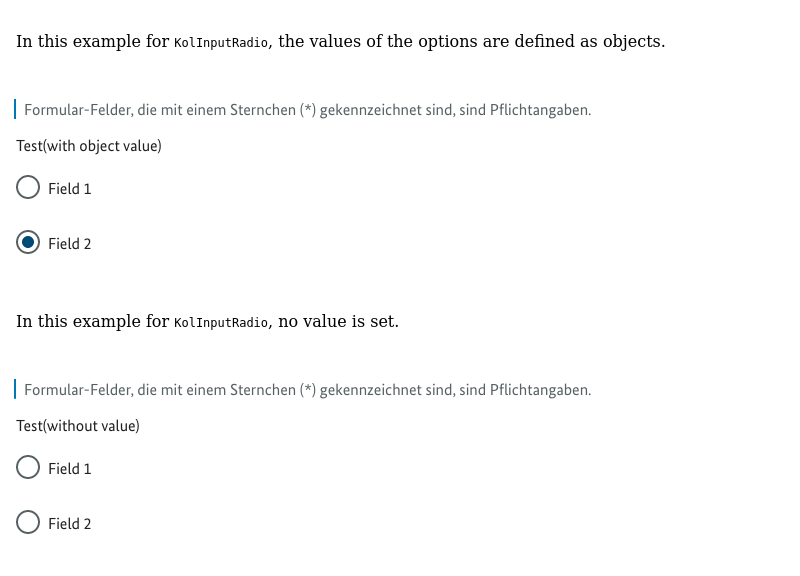 In this example for KolInputRadio, the values of the options are defined as objects.
Formular-Felder, die mit einem Sternchen (*) gekennzeichnet sind, sind Pflichtangaben.
Test(with object value)
Field 1
Field 2
In this example for KolInputRadio, no value is set.
Formular-Felder, die mit einem Sternchen (*) gekennzeichnet sind, sind Pflichtangaben.
Test(without value)
Field 1
Field 2